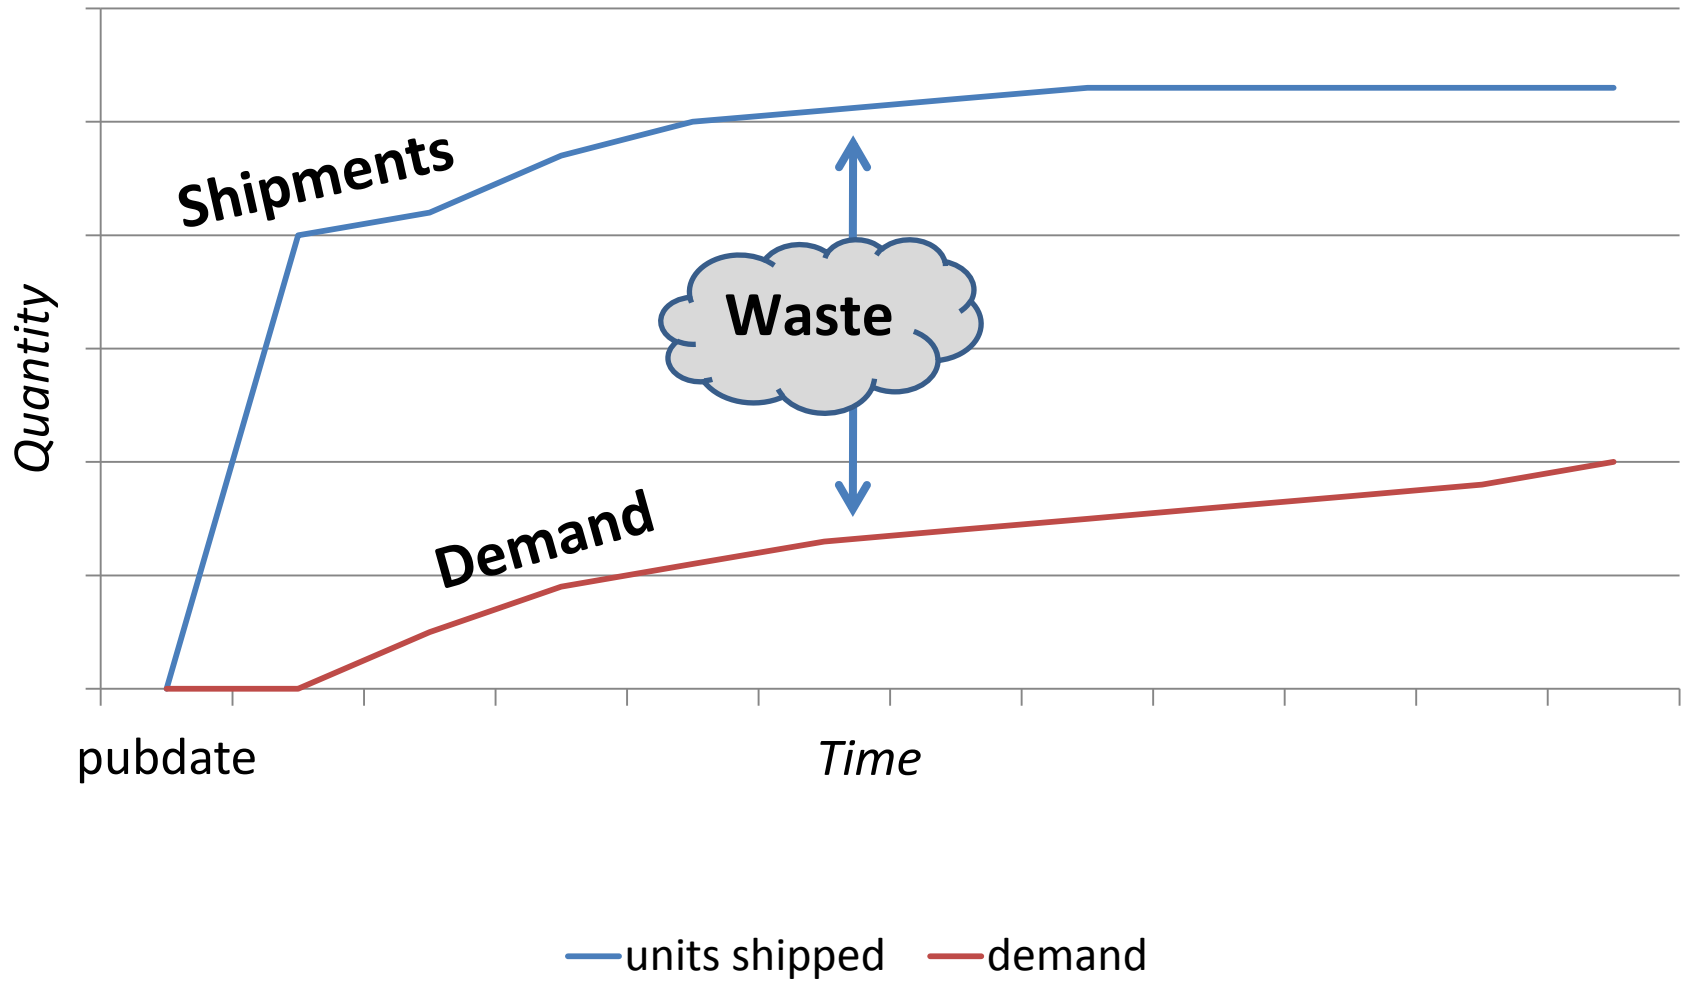 Shipments
Quantity
Waste
Demand
pubdate
Time
units shipped
demand